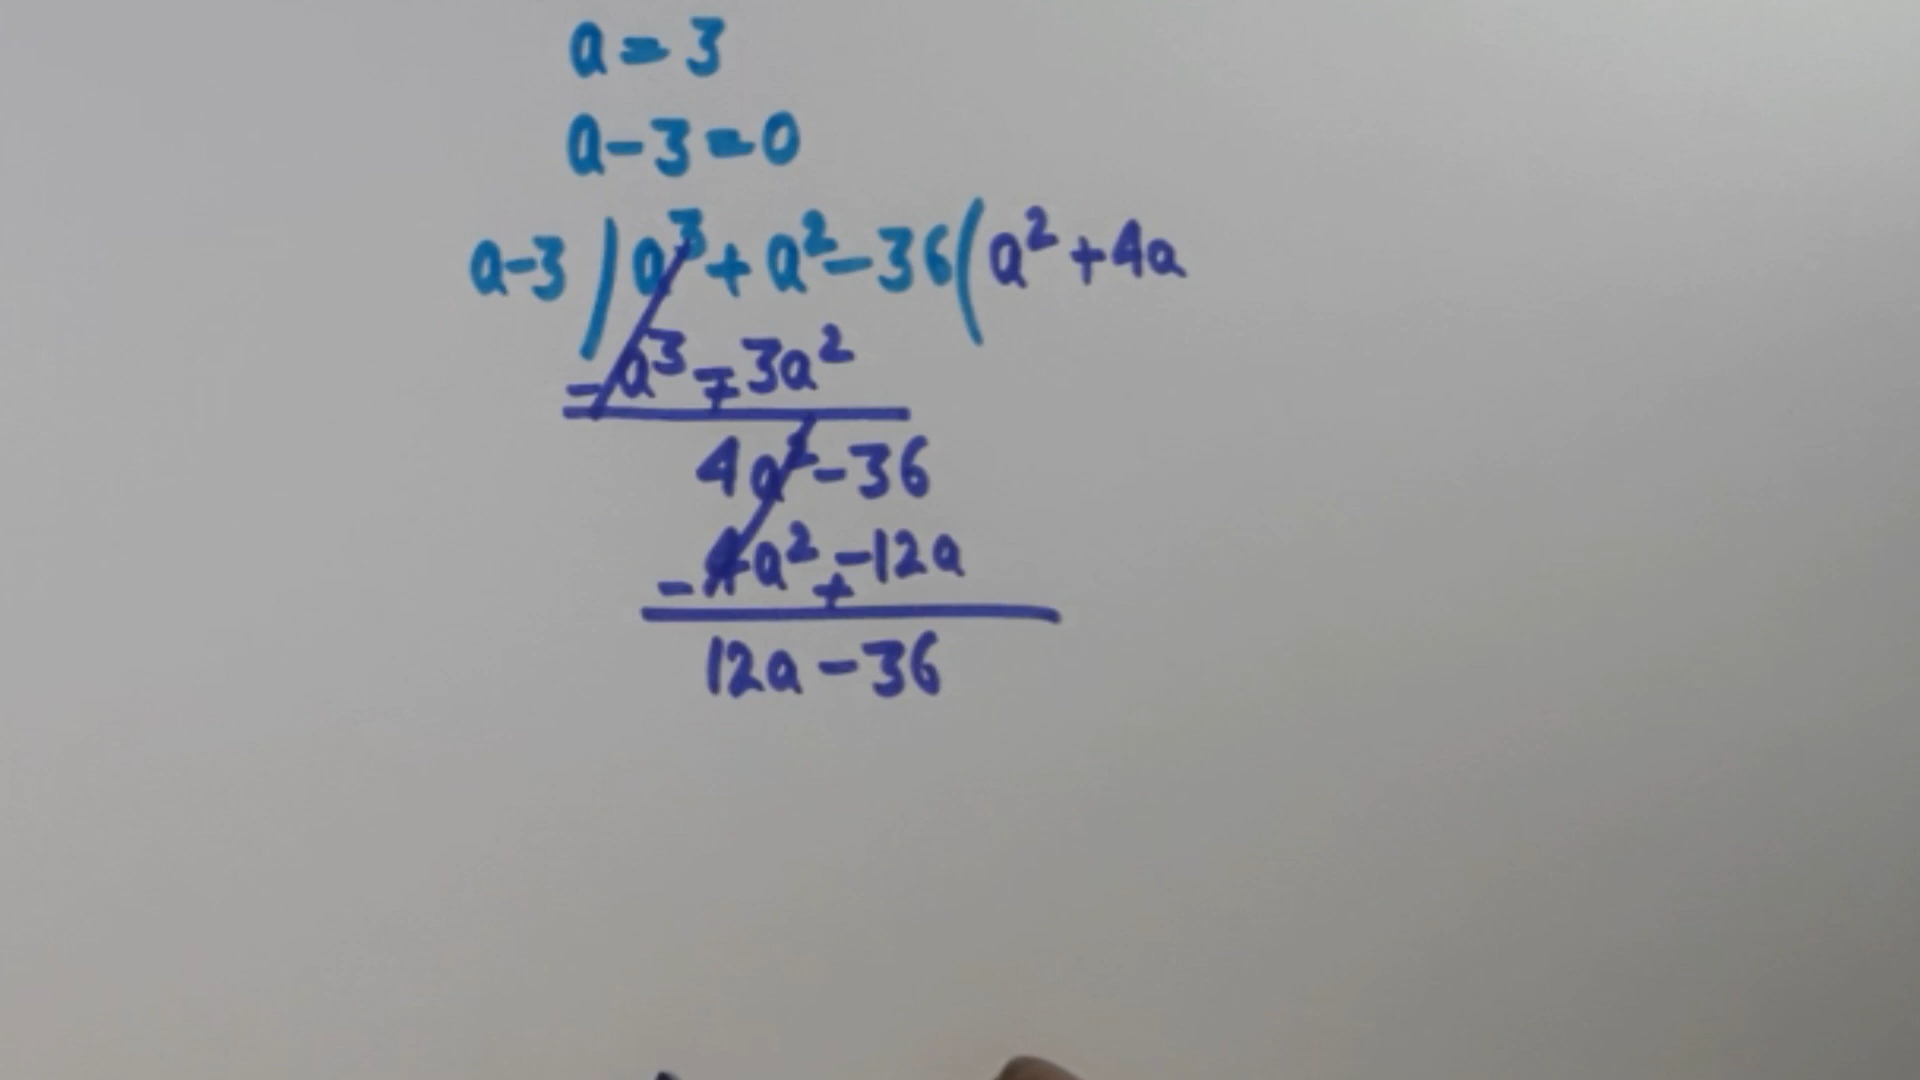 a = 3
a - 3 = 0
a-3 ) a³ + a² - 36 ( a² + 4a
- a³ ∓ 3a²
4a² - 36
- 4a² + - 12a
12a - 36